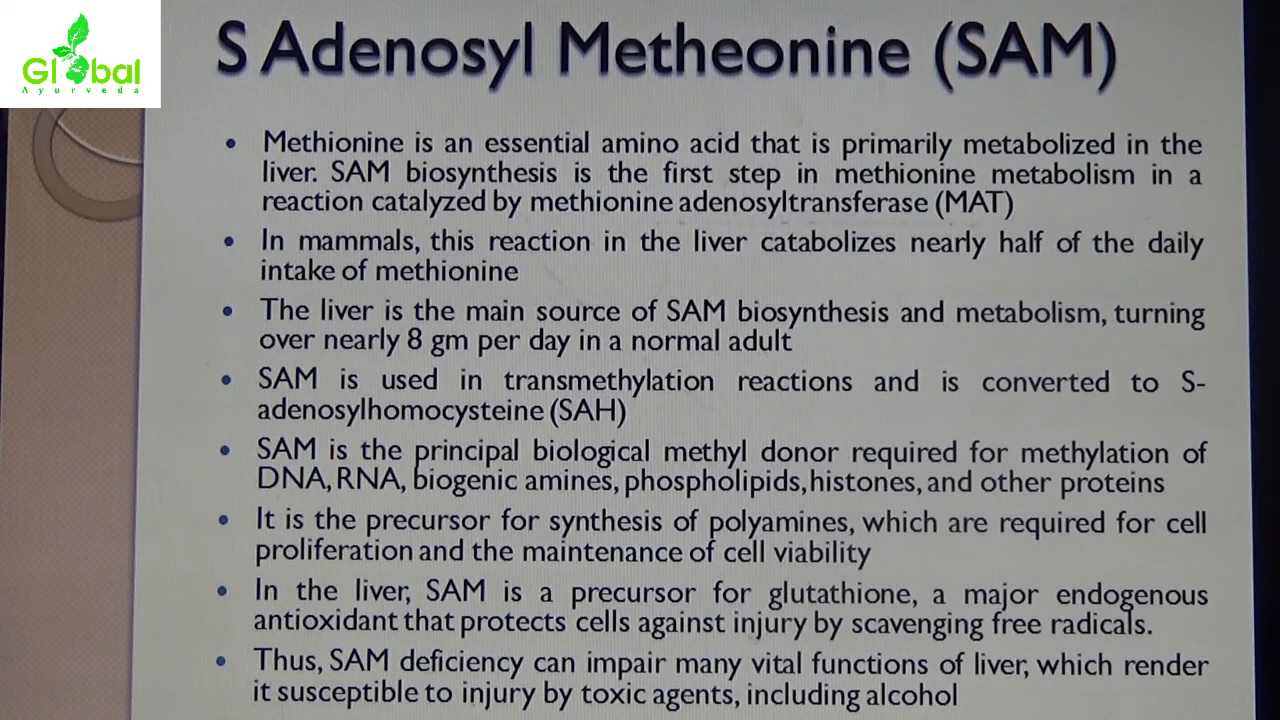 Global
Ayurveda
S Adenosyl Metheonine (SAM)
• Methionine is an essential amino acid that is primarily metabolized in the
liver. SAM biosynthesis is the first step in methionine metabolism in a
reaction catalyzed by methionine adenosyltransferase (MAT)
• In mammals, this reaction in the liver catabolizes nearly half of the daily
intake of methionine
• The liver is the main source of SAM biosynthesis and metabolism, turning
over nearly 8 gm per day in a normal adult
• SAM is used in transmethylation reactions and is converted to S-
adenosylhomocysteine (SAH)
• SAM is the principal biological methyl donor required for methylation of
DNA, RNA, biogenic amines, phospholipids, histones, and other proteins
• It is the precursor for synthesis of polyamines, which are required for cell
proliferation and the maintenance of cell viability
• In the liver, SAM is a precursor for glutathione, a major endogenous
antioxidant that protects cells against injury by scavenging free radicals.
• Thus, SAM deficiency can impair many vital functions of liver, which render
it susceptible to injury by toxic agents, including alcohol